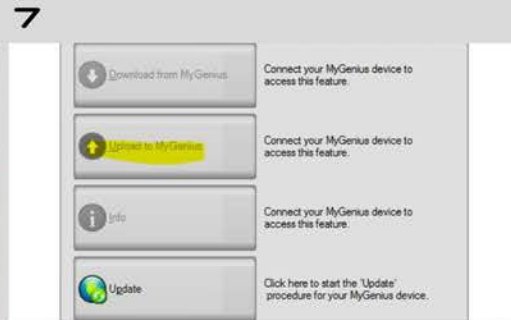 7
Download from MyGenius
Connect your MyGenius device to
access this feature.
Upload to MyGenius
Connect your MyGenius device to
access this feature.
Info
Connect your MyGenius device to
access this feature.
Update
Click here to start the 'Update'
procedure for your MyGenius device.